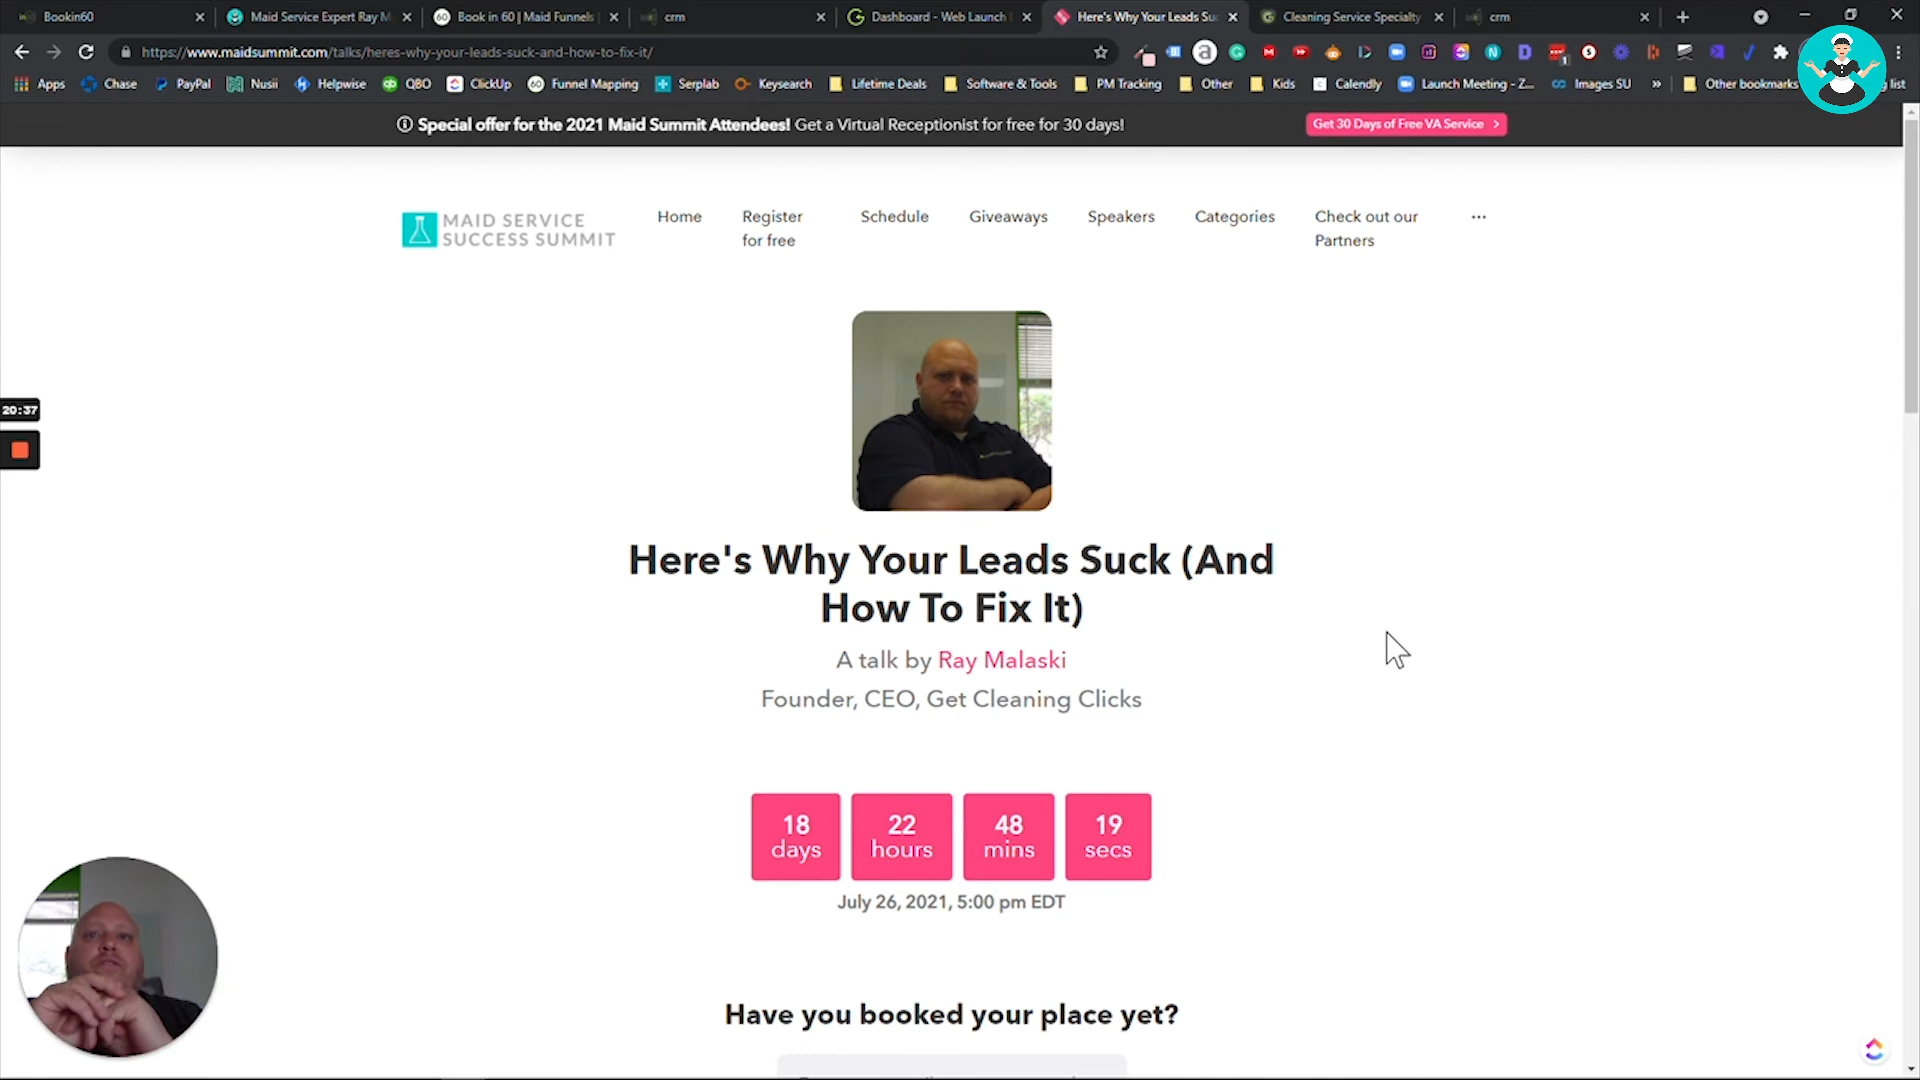 Bookin60
Maid Service Expert Ray M
Book in 60 | Maid Funnels
crm
Dashboard - Web Launch
Here's Why Your Leads Suc
Cleaning Service Specialty
crm
https://www.maidsummit.com/talks/heres-why-your-leads-suck-and-how-to-fix-it/
Apps
Chase
PayPal
Nusii
Helpwise
QBO
ClickUp
Funnel Mapping
Serplab
Keysearch
Lifetime Deals
Software & Tools
PM Tracking
Other
Kids
Calendly
Launch Meeting - Z...
Images SU
»
Other bookmarks
list
Special offer for the 2021 Maid Summit Attendees! Get a Virtual Receptionist for free for 30 days!
Get 30 Days of Free VA Service
MAID SERVICE
SUCCESS SUMMIT
Home
Register
for free
Schedule
Giveaways
Speakers
Categories
Check out our
Partners
...
20:37
Here's Why Your Leads Suck (And
How To Fix It)
A talk by Ray Malaski
Founder, CEO, Get Cleaning Clicks
18
days
22
hours
48
mins
19
secs
July 26, 2021, 5:00 pm EDT
Have you booked your place yet?